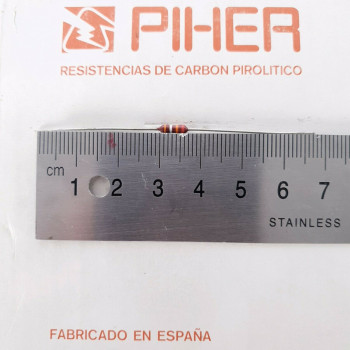 PIHER
RESISTENCIAS DE CARBON PIROLITICO
cm 1 2 3 4 5 6 7
STAINLESS
FABRICADO EN ESPAÑA